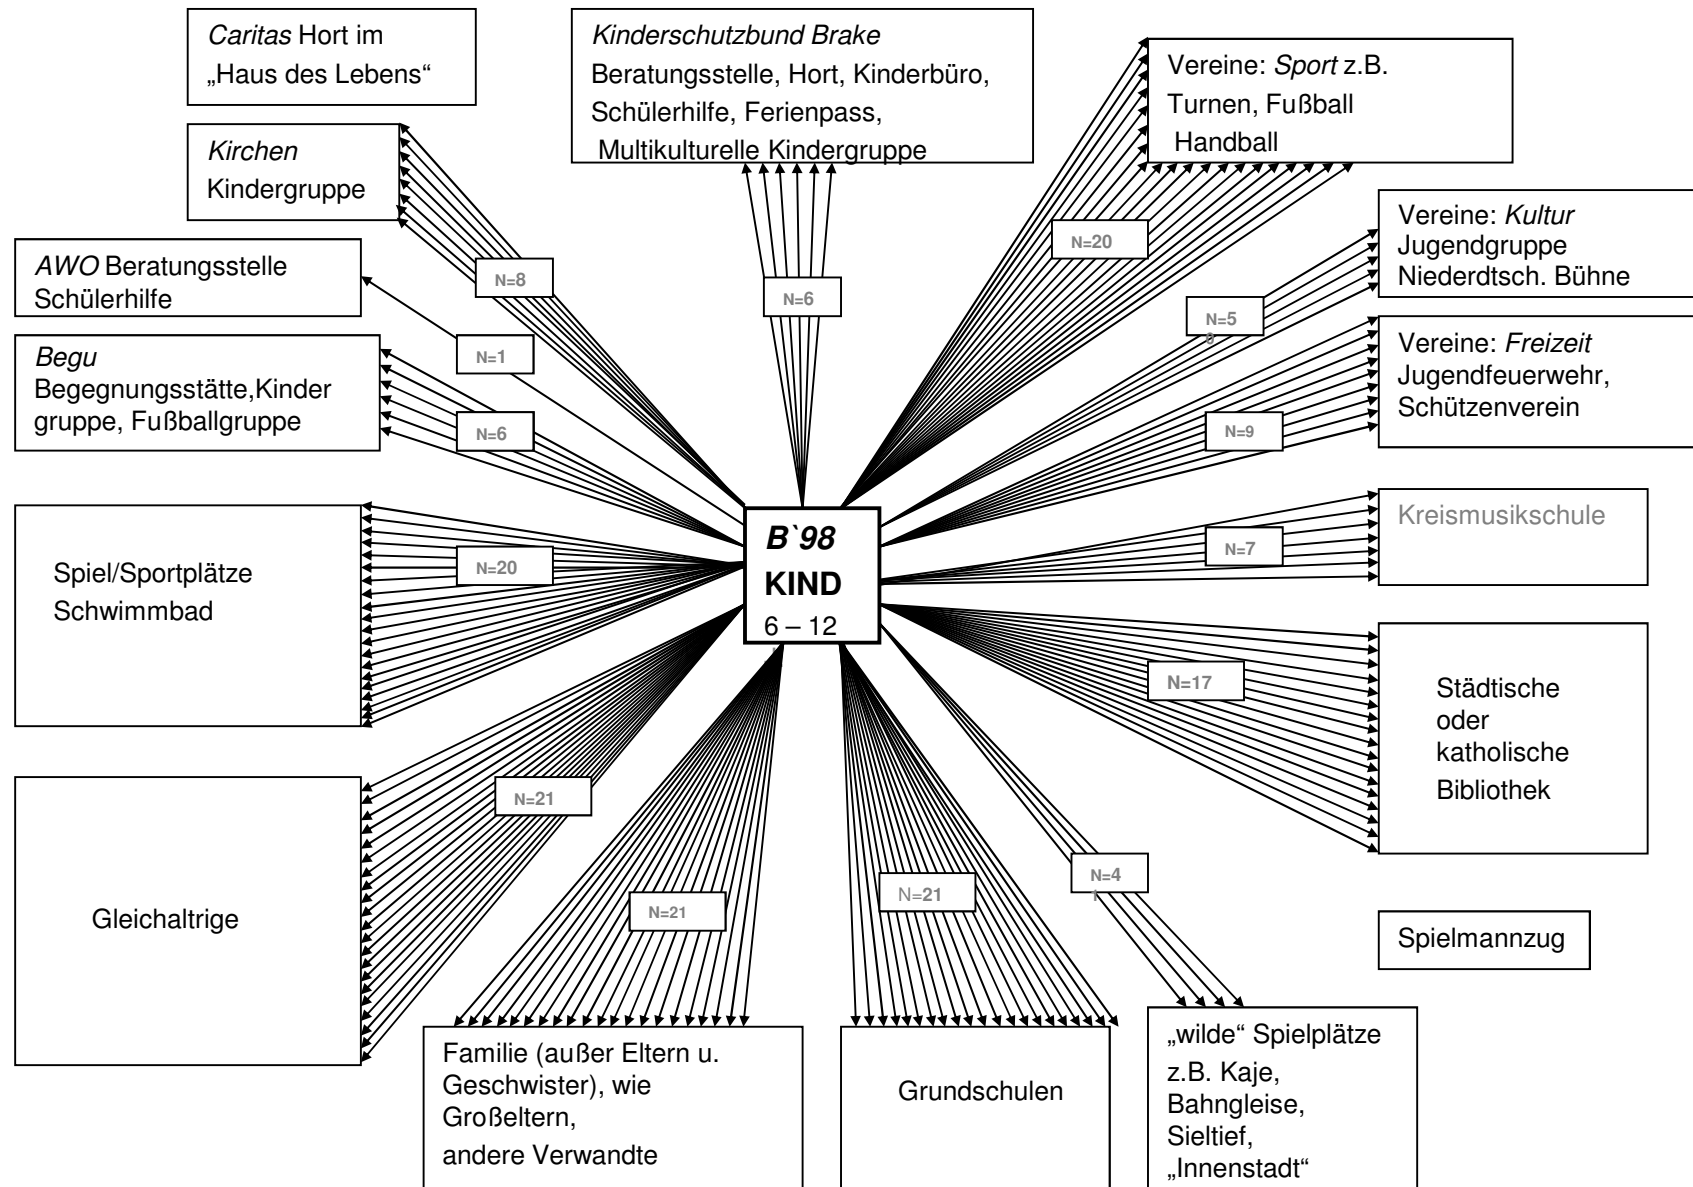 Caritas Hort im
„Haus des Lebens“
Kinderschutzbund Brake
Beratungsstelle, Hort, Kinderbüro,
Schülerhilfe, Ferienpass,
Multikulturelle Kindergruppe
Vereine: Sport z.B.
Turnen, Fußball
Handball
Kirchen
Kindergruppe
Vereine: Kultur
Jugendgruppe
Niederdtsch. Bühne
AWO Beratungsstelle
Schülerhilfe
N=8
N=6
N=20
N=5
Vereine: Freizeit
Jugendfeuerwehr,
Schützenverein
Begu
Begegnungsstätte,Kinder
gruppe, Fußballgruppe
N=1
N=6
N=9
Kreismusikschule
N=7
B`98
KIND
6 – 12
Spiel/Sportplätze
Schwimmbad
N=20
N=17
Städtische
oder
katholische
Bibliothek
Gleichaltrige
N=21
N=21
N=21
N=4
Spielmannzug
Familie (außer Eltern u.
Geschwister), wie
Großeltern,
andere Verwandte
Grundschulen
„wilde“ Spielplätze
z.B. Kaje,
Bahngleise,
Sieltief,
„Innenstadt“